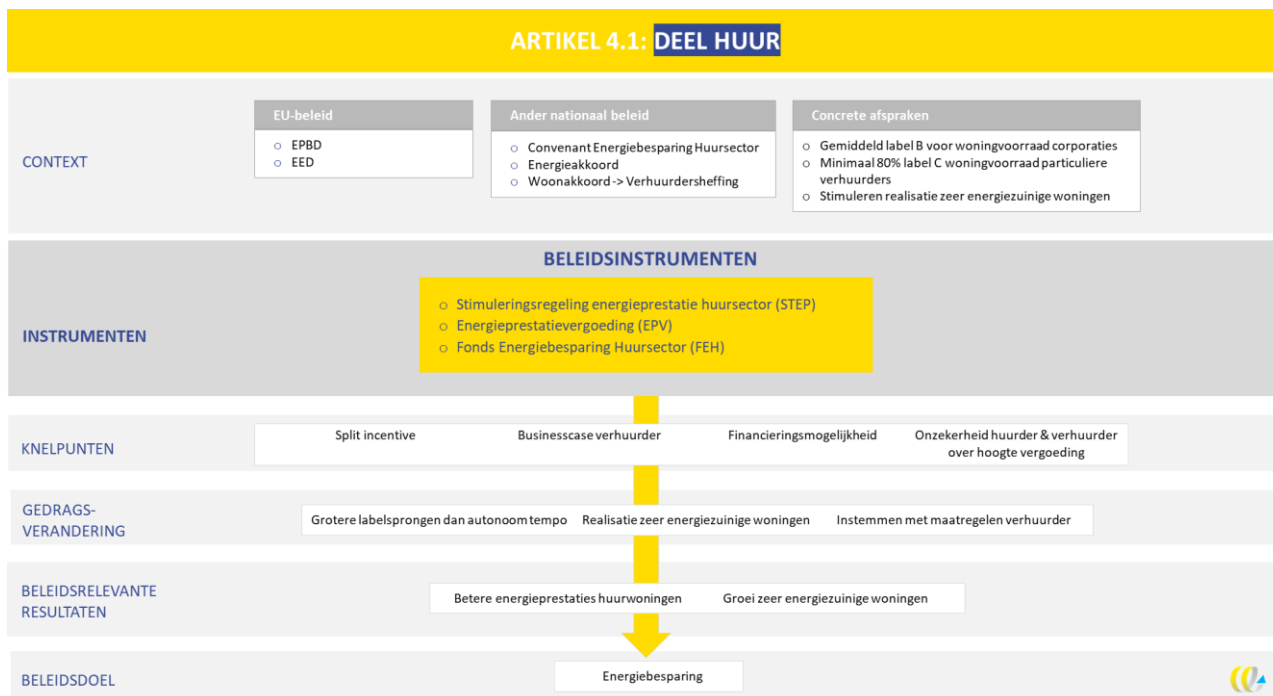 ARTIKEL 4.1: DEEL HUUR
CONTEXT
EU-beleid
o EPBD
o EED
Ander nationaal beleid
o Convenant Energiebesparing Huursector
o Energieakkoord
o Woonakkoord -> Verhuurdersheffing
Concrete afspraken
o Gemiddeld label B voor woningvoorraad corporaties
o Minimaal 80% label C woningvoorraad particuliere
verhuurders
o Stimuleren realisatie zeer energiezuinige woningen
BELEIDSINSTRUMENTEN
INSTRUMENTEN
o Stimuleringsregeling energieprestatie huursector (STEP)
o Energieprestatievergoeding (EPV)
o Fonds Energiebesparing Huursector (FEH)
KNELPUNTEN
Split incentive
Businesscase verhuurder
Financieringsmogelijkheid
Onzekerheid huurder & verhuurder
over hoogte vergoeding
GEDRAGS-
VERANDERING
Grotere labelsprongen dan autonoom tempo
Realisatie zeer energiezuinige woningen
Instemmen met maatregelen verhuurder
BELEIDSRELEVANTE
RESULTATEN
Betere energieprestaties huurwoningen
Groei zeer energiezuinige woningen
BELEIDSDOEL
Energiebesparing